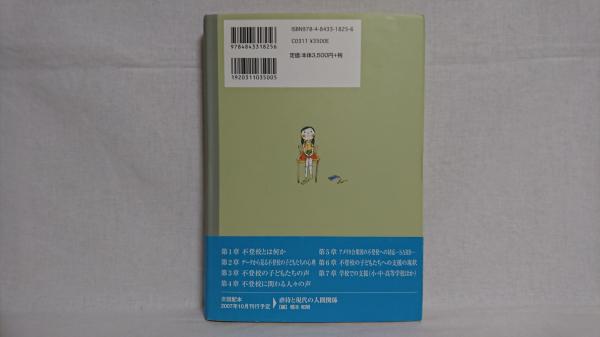 ISBN978-4-8433-1825-6
C0311 ¥3500E
定価:本体3,500円+税
9784843318256
1920311035005
第1章 不登校とは何か
第2章 データから見る不登校の子どもたちの心理
第3章 不登校の子どもたちの声
第4章 不登校に関わる人々の声
第5章 アメリカ合衆国の不登校への対応
第6章 不登校の子どもたちへの支援の現状
第7章 学校での支援(小・中・高等学校ほか)
次回配本
2007年10月刊行予定
虐待と現代の人間関係
[編] 橋本 和明